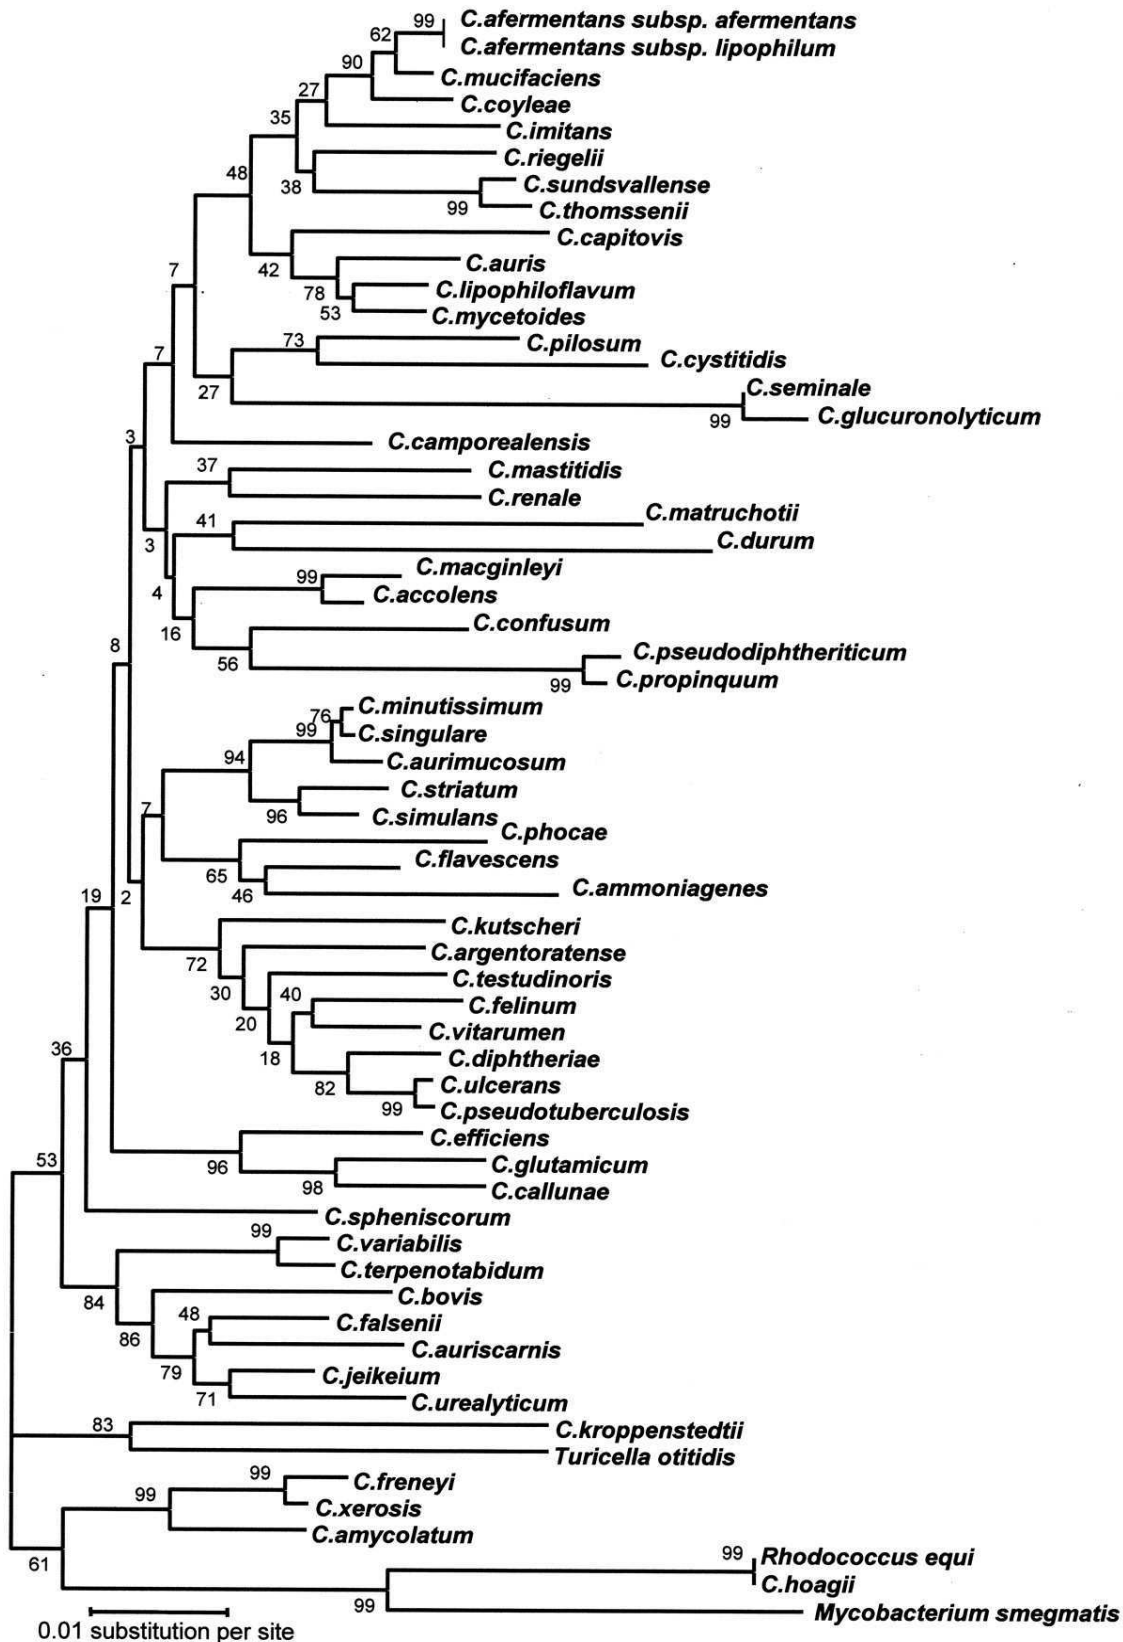 99 C.afermentans subsp. afermentans
C.afermentans subsp. lipophilum
62
C.mucifaciens
90
C.coyleae
27
C.imitans
35
C.riegelii
38
C.sundsvallense
99 C.thomssenii
48
C.capitovis
42
C.auris
78
C.lipophiloflavum
53 C.mycetoides
7
73 C.pilosum
C.cystitidis
27
C.seminale
99 C.glucuronolyticum
7
C.camporealensis
3
37 C.mastitidis
C.renale
3
C.matruchotii
41
C.durum
4
99 C.macginleyi
C.accolens
16
C.confusum
56
C.pseudodiphtheriticum
99 C.propinquum
8
C.minutissimum
76
99 C.singulare
C.aurimucosum
94
C.striatum
96 C.simulans
7
C.phocae
65
C.flavescens
46 C.ammoniagenes
19 2
C.kutscheri
72
C.argentoratense
30
C.testudinoris
20
40 C.felinum
C.vitarumen
18
C.diphtheriae
82
C.ulcerans
99 C.pseudotuberculosis
36
C.efficiens
96
C.glutamicum
98 C.callunae
53
C.spheniscorum
99 C.variabilis
C.terpenotabidum
84
C.bovis
86
48 C.falsenii
C.auriscarnis
79
C.jeikeium
71 C.urealyticum
83 C.kroppenstedtii
Turicella otitidis
99 C.freneyi
99
C.xerosis
C.amycolatum
61
99 Rhodococcus equi
C.hoagii
99
Mycobacterium smegmatis
0.01 substitution per site